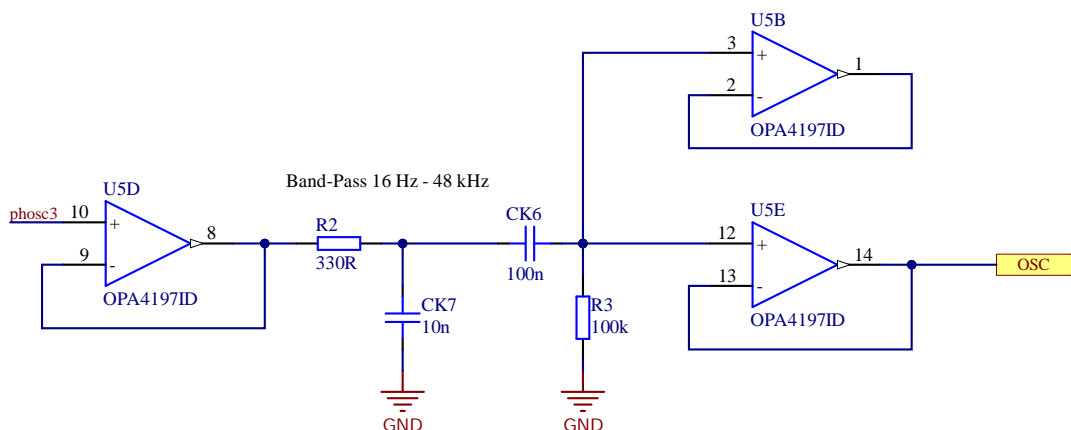 U5B
3
+
1
2
-
OPA4197ID
Band-Pass 16 Hz - 48 kHz
U5D
phosc3
10
+
8
9
-
OPA4197ID
R2
330R
CK6
100n
U5E
12
+
14
13
-
OPA4197ID
OSC
CK7
10n
R3
100k
GND
GND